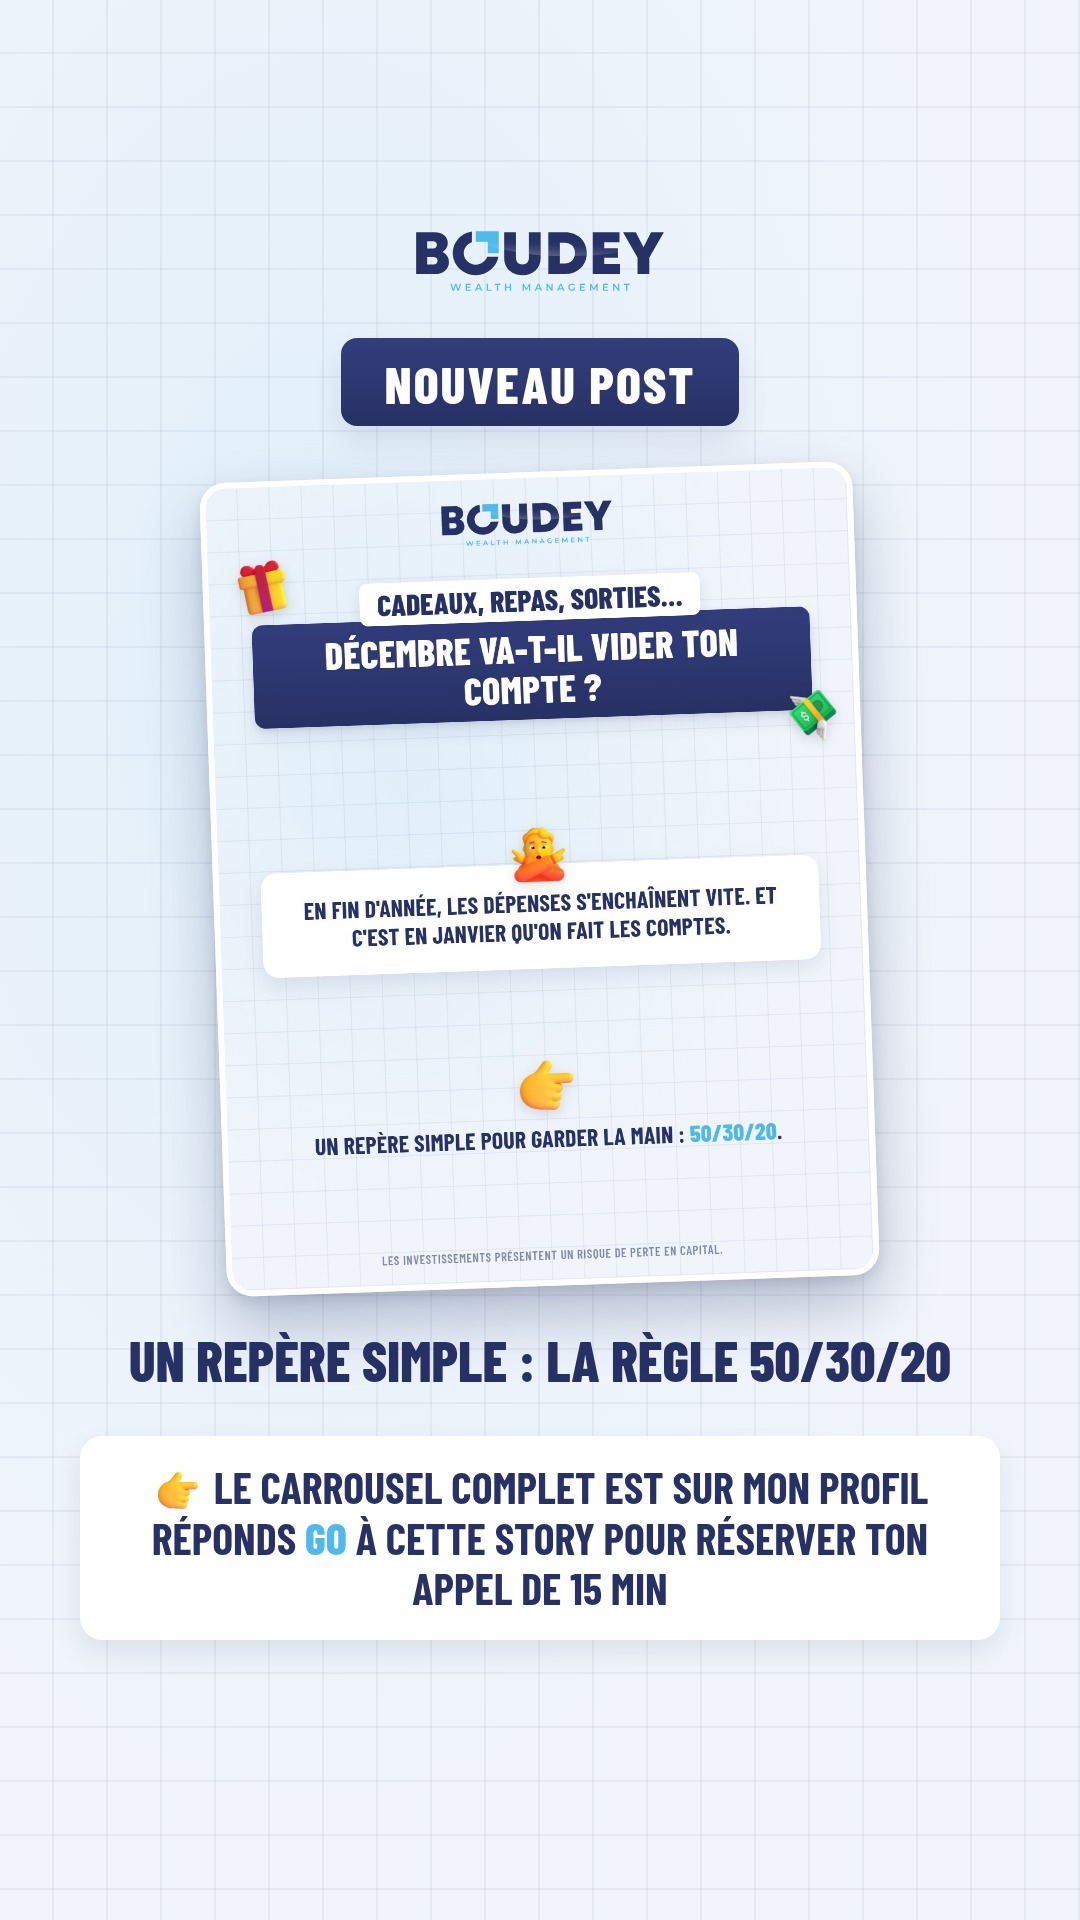 BOUDEY
WEALTH MANAGEMENT
NOUVEAU POST
BOUDEY
WEALTH MANAGEMENT
CADEAUX, REPAS, SORTIES...
DÉCEMBRE VA-T-IL VIDER TON
COMPTE ?
EN FIN D'ANNÉE, LES DÉPENSES S'ENCHAÎNENT VITE. ET
C'EST EN JANVIER QU'ON FAIT LES COMPTES.
UN REPÈRE SIMPLE POUR GARDER LA MAIN : 50/30/20.
LES INVESTISSEMENTS PRÉSENTENT UN RISQUE DE PERTE EN CAPITAL.
UN REPÈRE SIMPLE : LA RÈGLE 50/30/20
👉 LE CARROUSEL COMPLET EST SUR MON PROFIL
RÉPONDS GO À CETTE STORY POUR RÉSERVER TON
APPEL DE 15 MIN